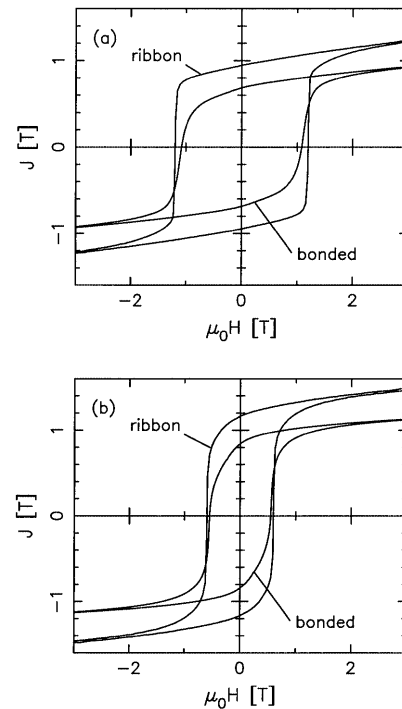 (a)
ribbon
bonded
J [T]
1
0
−1
−2
0
2
μ₀H [T]
(b)
ribbon
bonded
J [T]
1
0
−1
−2
0
2
μ₀H [T]